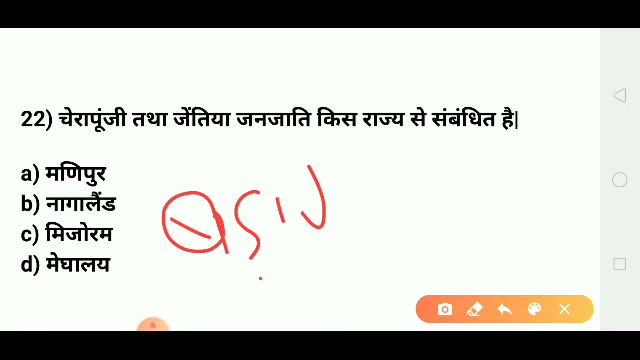 22) चेरापूंजी तथा जेंतिया जनजाति किस राज्य से संबंधित है|
a) मणिपुर
b) नागालैंड
c) मिजोरम
d) मेघालय